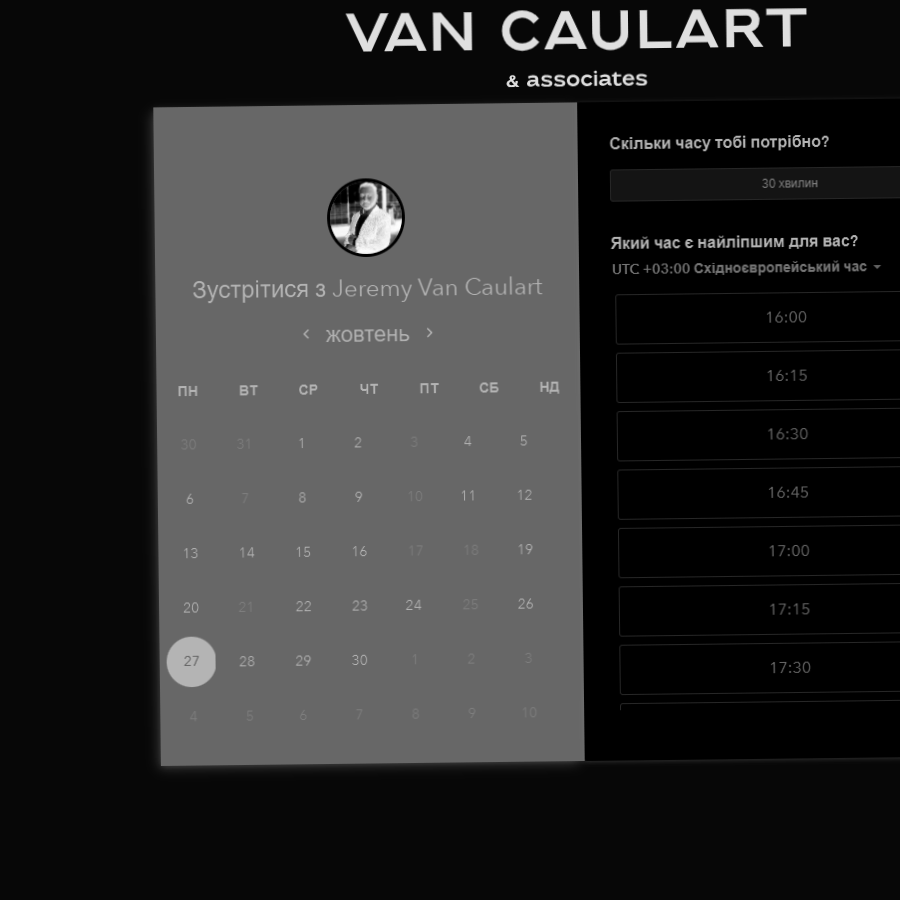 VAN CAULART
& associates
Зустрітися з Jeremy Van Caulart
‹ жовтень ›
ПН ВТ СР ЧТ ПТ СБ НД
30 31 1 2 3 4 5
6 7 8 9 10 11 12
13 14 15 16 17 18 19
20 21 22 23 24 25 26
27 28 29 30 1 2 3
4 5 6 7 8 9 10
Скільки часу тобі потрібно?
30 хвилин
Який час є найліпшим для вас?
UTC +03:00 Східноєвропейський час
16:00
16:15
16:30
16:45
17:00
17:15
17:30